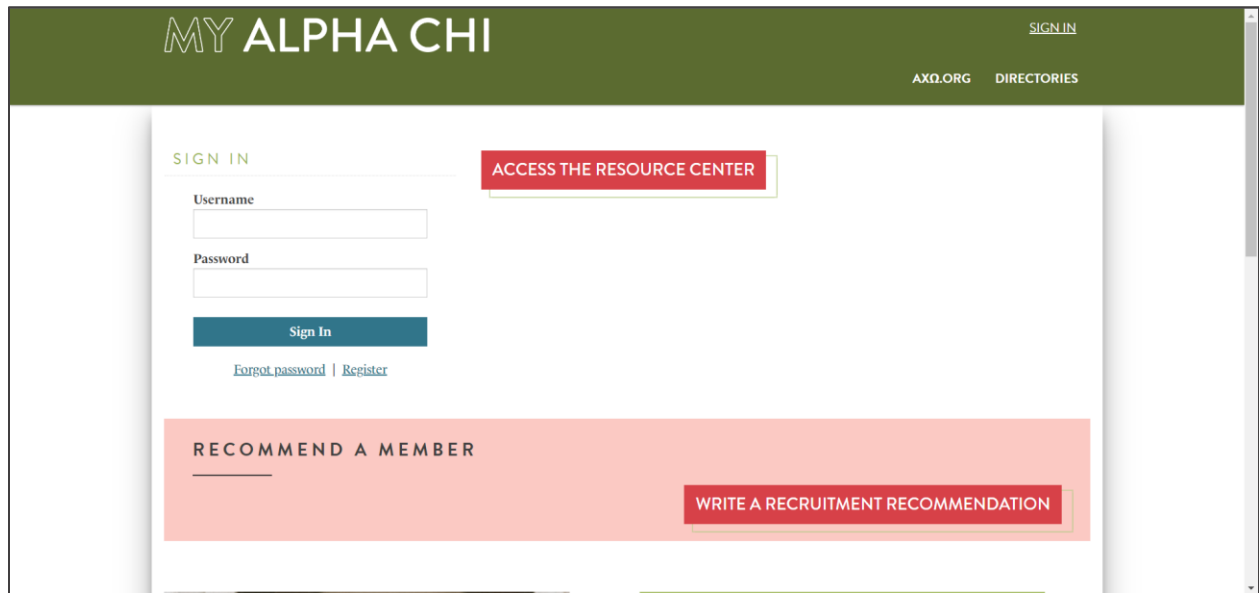 MY ALPHA CHI
SIGN IN
ΑΧΩ.ORG DIRECTORIES
SIGN IN
ACCESS THE RESOURCE CENTER
Username
Password
Sign In
Forgot password | Register
RECOMMEND A MEMBER
WRITE A RECRUITMENT RECOMMENDATION